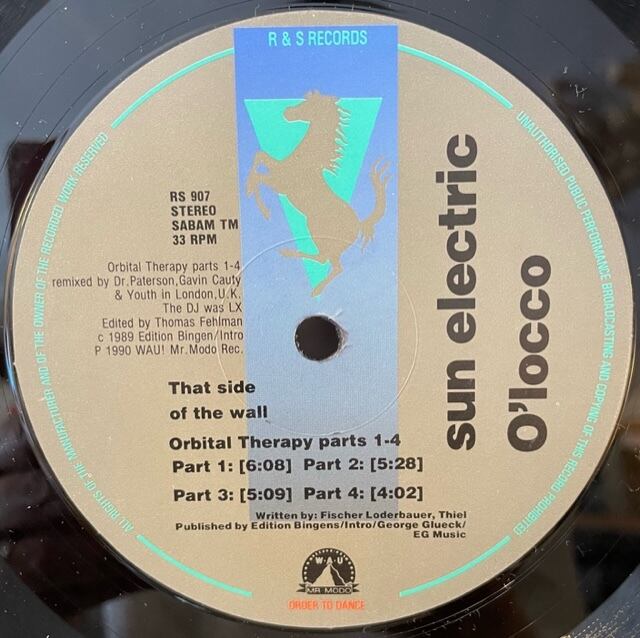 R & S RECORDS
ALL RIGHTS OF THE MANUFACTURER AND OF THE OWNER OF THE RECORDED WORK RESERVED
UNAUTHORISED PUBLIC PERFORMANCE BROADCASTING AND COPYING OF THIS RECORD PROHIBITED
RS 907
STEREO
SABAM TM
33 RPM
Orbital Therapy parts 1-4
remixed by Dr.Paterson,Gavin Cauty
& Youth in London,U.K.
The DJ was LX
Edited by Thomas Fehlman
c 1989 Edition Bingen/Intro
P 1990 WAU! Mr.Modo Rec.
sun electric
O'locco
That side
of the wall
Orbital Therapy parts 1-4
Part 1: [6:08] Part 2: [5:28]
Part 3: [5:09] Part 4: [4:02]
Written by: Fischer Loderbauer, Thiel
Published by Edition Bingens/Intro/George Glueck/
EG Music
WAU
MR MODO
ORDER TO DANCE